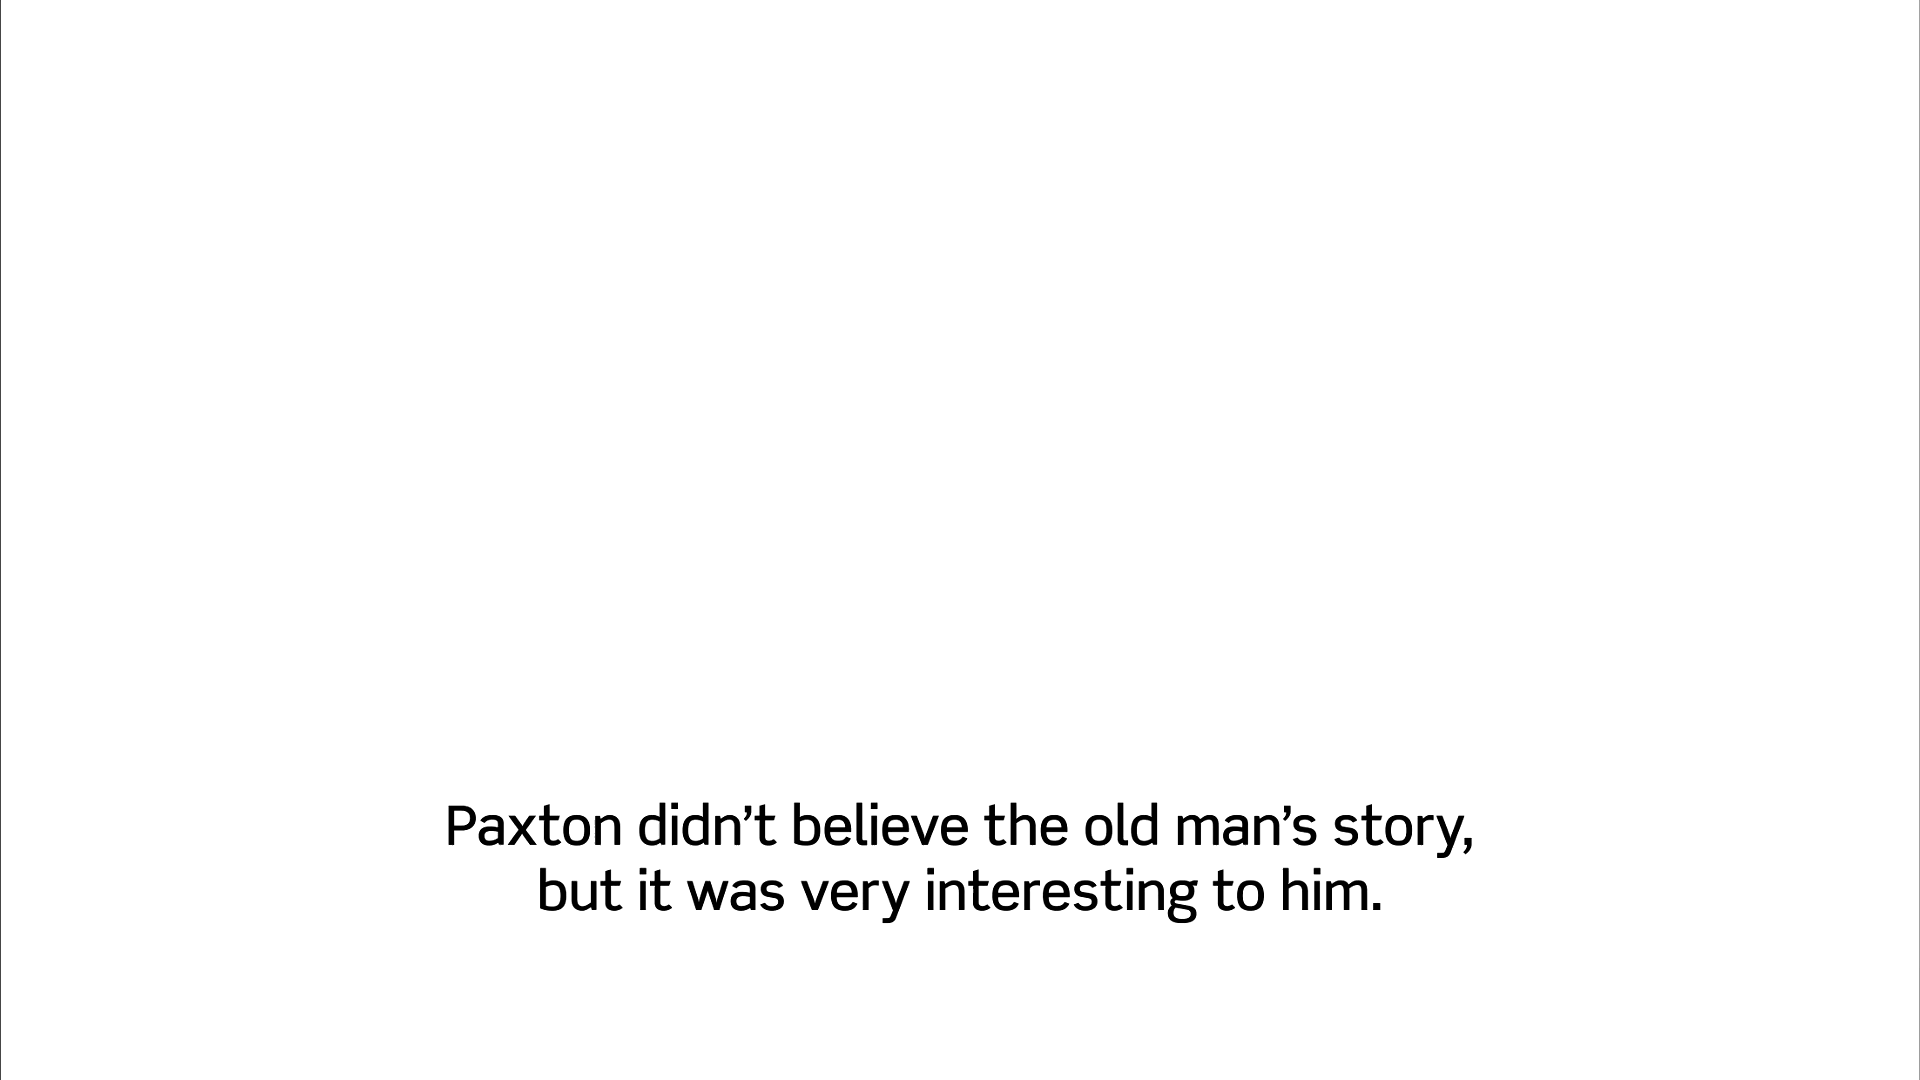 Paxton didn’t believe the old man’s story,
but it was very interesting to him.